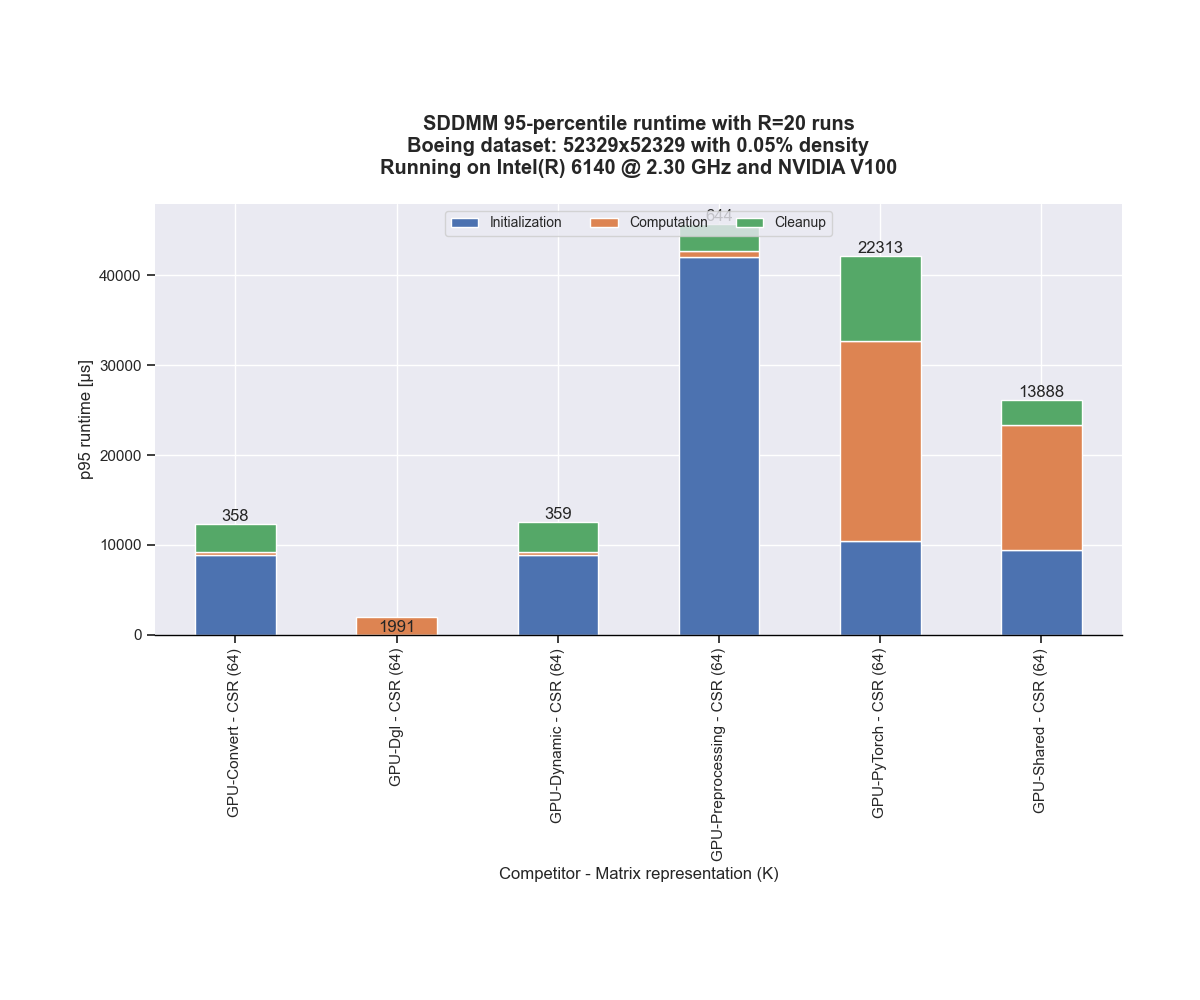 SDDMM 95-percentile runtime with R=20 runs
Boeing dataset: 52329x52329 with 0.05% density
Running on Intel(R) 6140 @ 2.30 GHz and NVIDIA V100
Initialization
Computation
Cleanup
644
22313
13888
358
359
1991
40000
30000
20000
10000
0
p95 runtime [µs]
GPU-Convert - CSR (64)
GPU-Dgl - CSR (64)
GPU-Dynamic - CSR (64)
GPU-Preprocessing - CSR (64)
GPU-PyTorch - CSR (64)
GPU-Shared - CSR (64)
Competitor - Matrix representation (K)